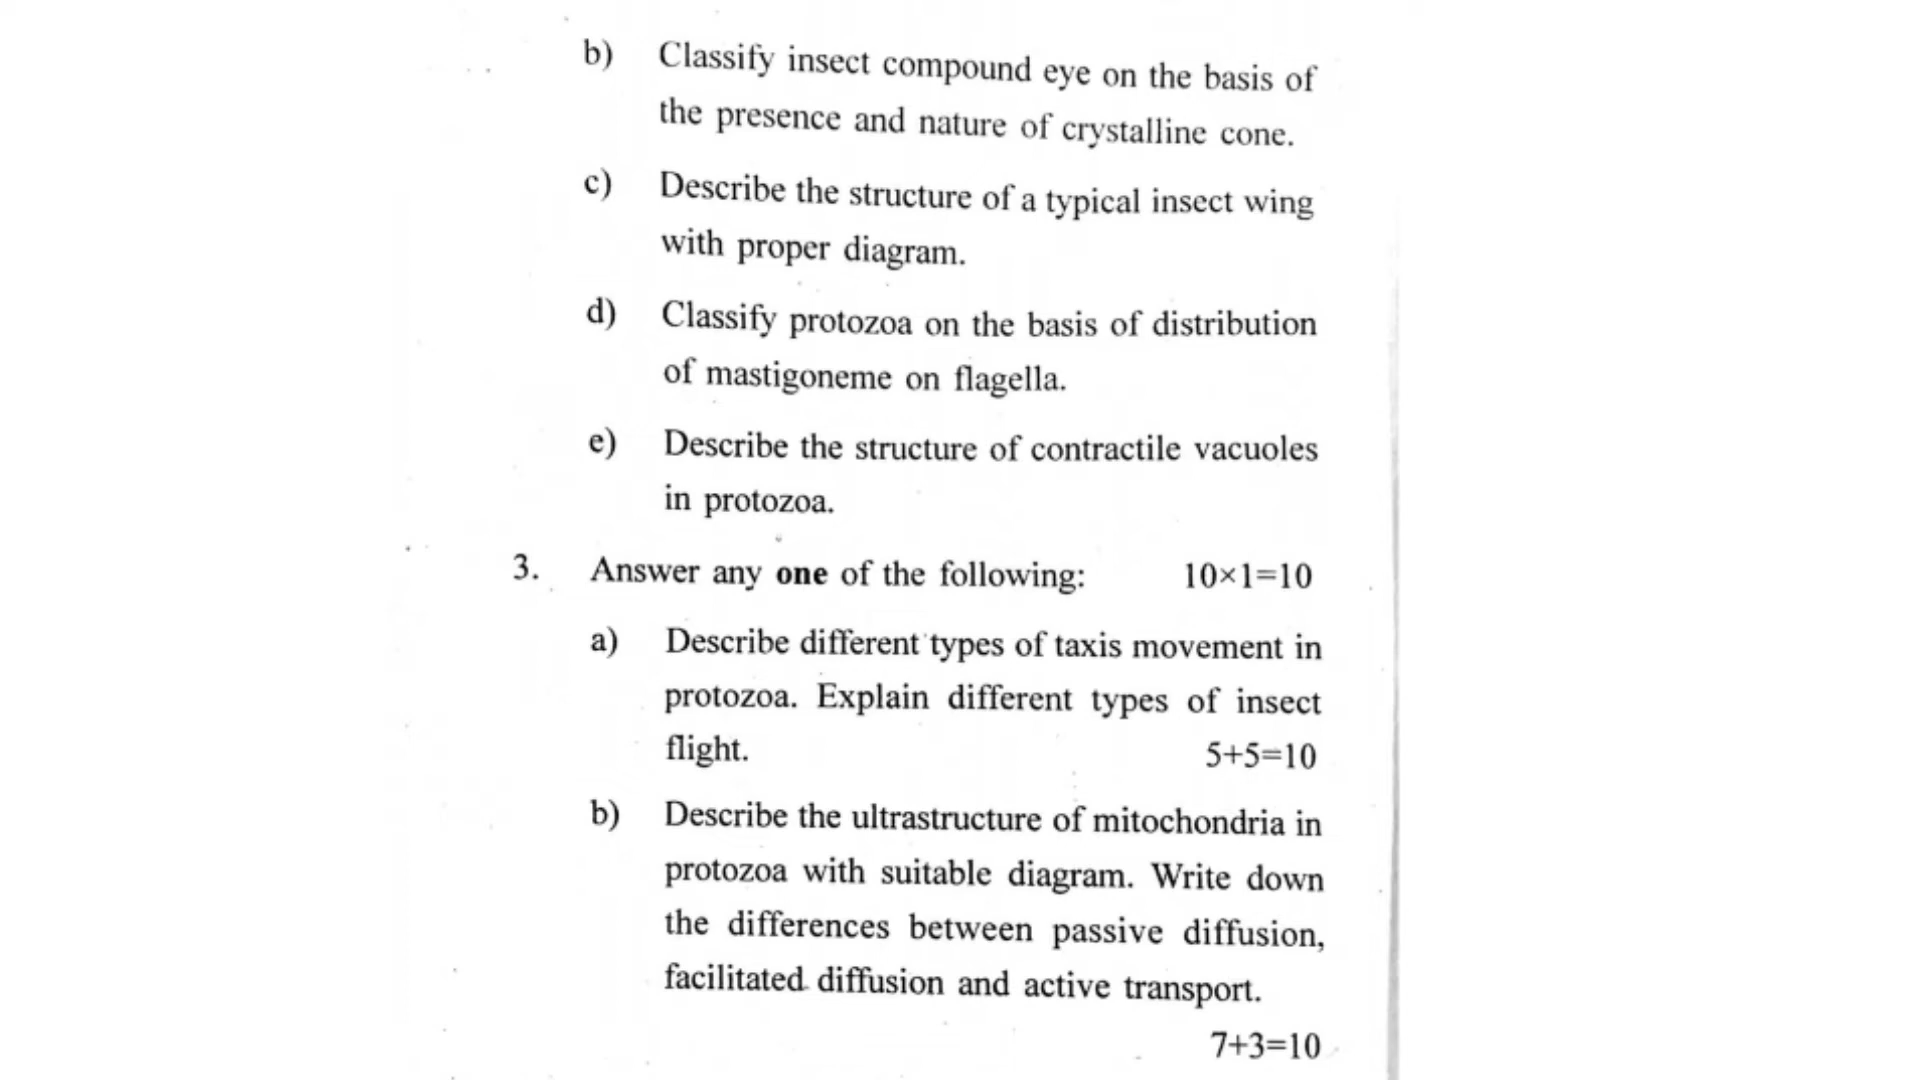 b) Classify insect compound eye on the basis of
the presence and nature of crystalline cone.
c) Describe the structure of a typical insect wing
with proper diagram.
d) Classify protozoa on the basis of distribution
of mastigoneme on flagella.
e) Describe the structure of contractile vacuoles
in protozoa.
3. Answer any one of the following: 10×1=10
a) Describe different types of taxis movement in
protozoa. Explain different types of insect
flight. 5+5=10
b) Describe the ultrastructure of mitochondria in
protozoa with suitable diagram. Write down
the differences between passive diffusion,
facilitated diffusion and active transport.
7+3=10